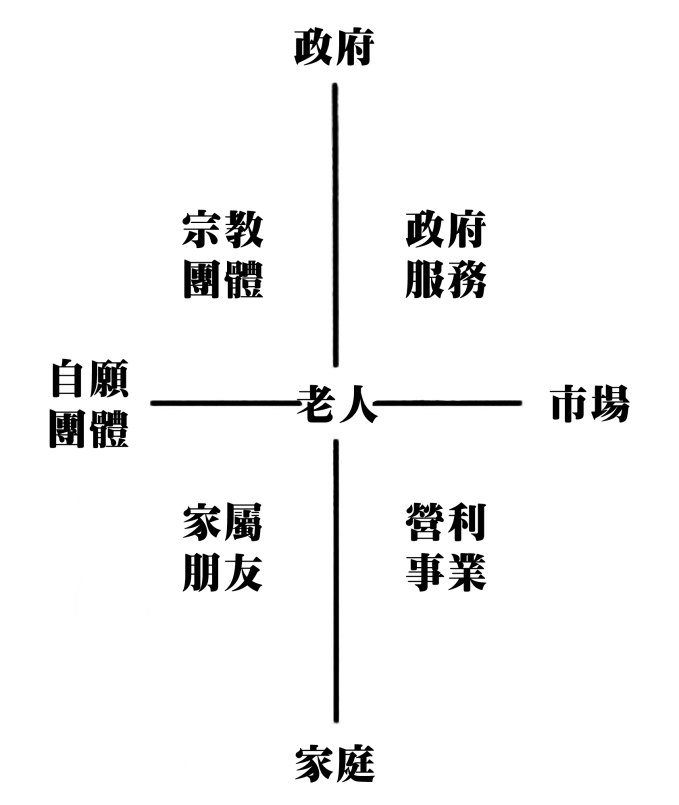 政府
宗教
團體
政府
服務
自願
團體
老人
市場
家屬
朋友
營利
事業
家庭